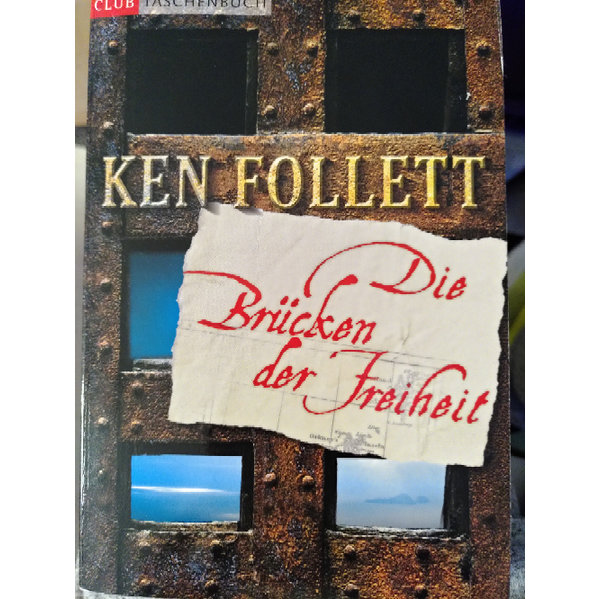 CLUB TASCHENBUCH
KEN FOLLETT
Die
Brücken
der Freiheit